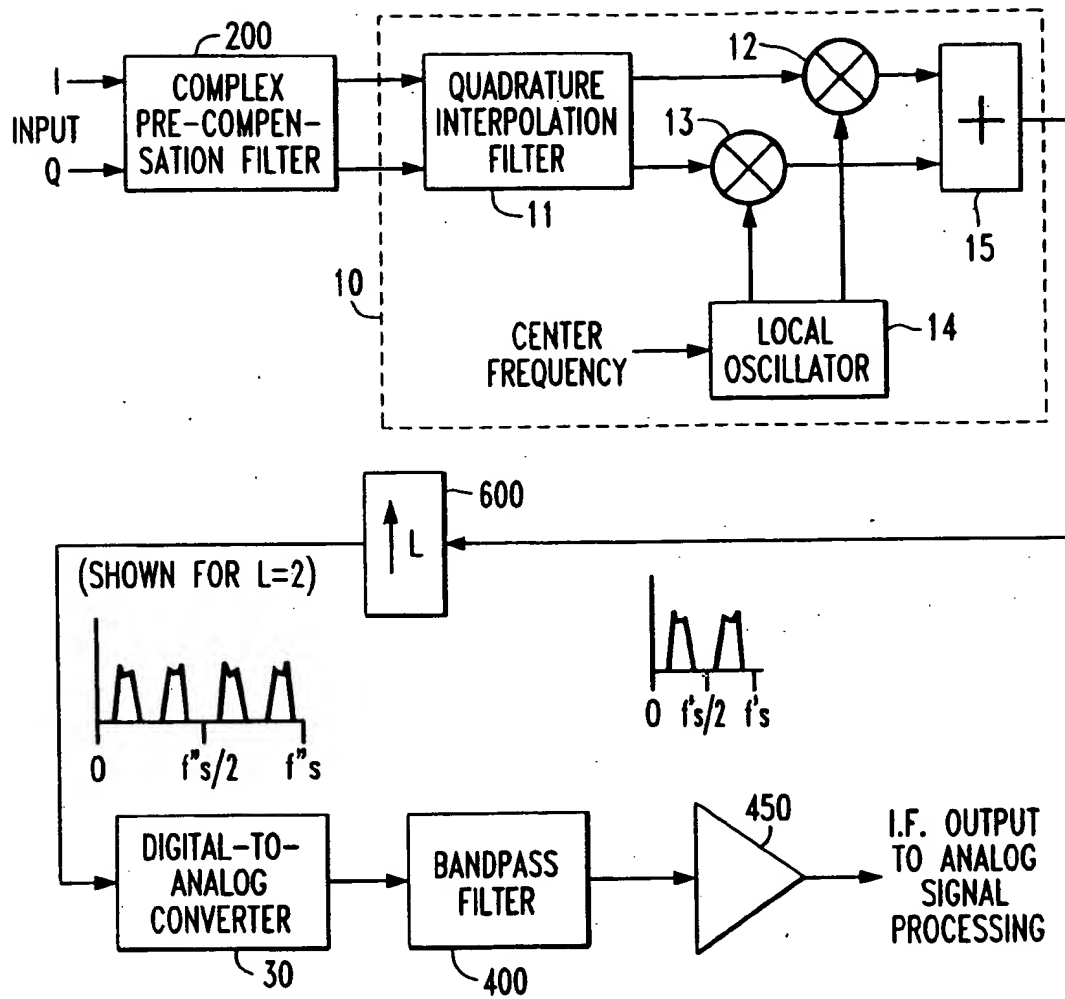 200
I
INPUT
Q
COMPLEX
PRE-COMPEN-
SATION FILTER
QUADRATURE
INTERPOLATION
FILTER
11
12
13
+
15
10
CENTER
FREQUENCY
LOCAL
OSCILLATOR
14
600
L
(SHOWN FOR L=2)
0
f"s/2
f"s
0
f's/2
f's
DIGITAL-TO-
ANALOG
CONVERTER
30
BANDPASS
FILTER
400
450
I.F. OUTPUT
TO ANALOG
SIGNAL
PROCESSING